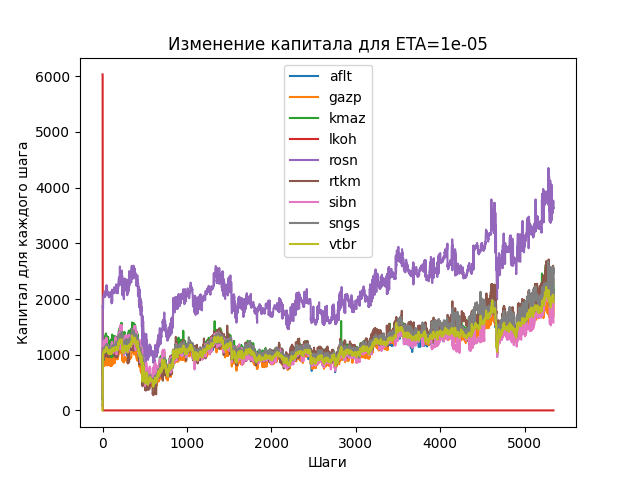 Изменение капитала для ETA=1e-05
Капитал для каждого шага
6000
5000
4000
3000
2000
1000
0
aflt
gazp
kmaz
lkoh
rosn
rtkm
sibn
sngs
vtbr
0 1000 2000 3000 4000 5000
Шаги